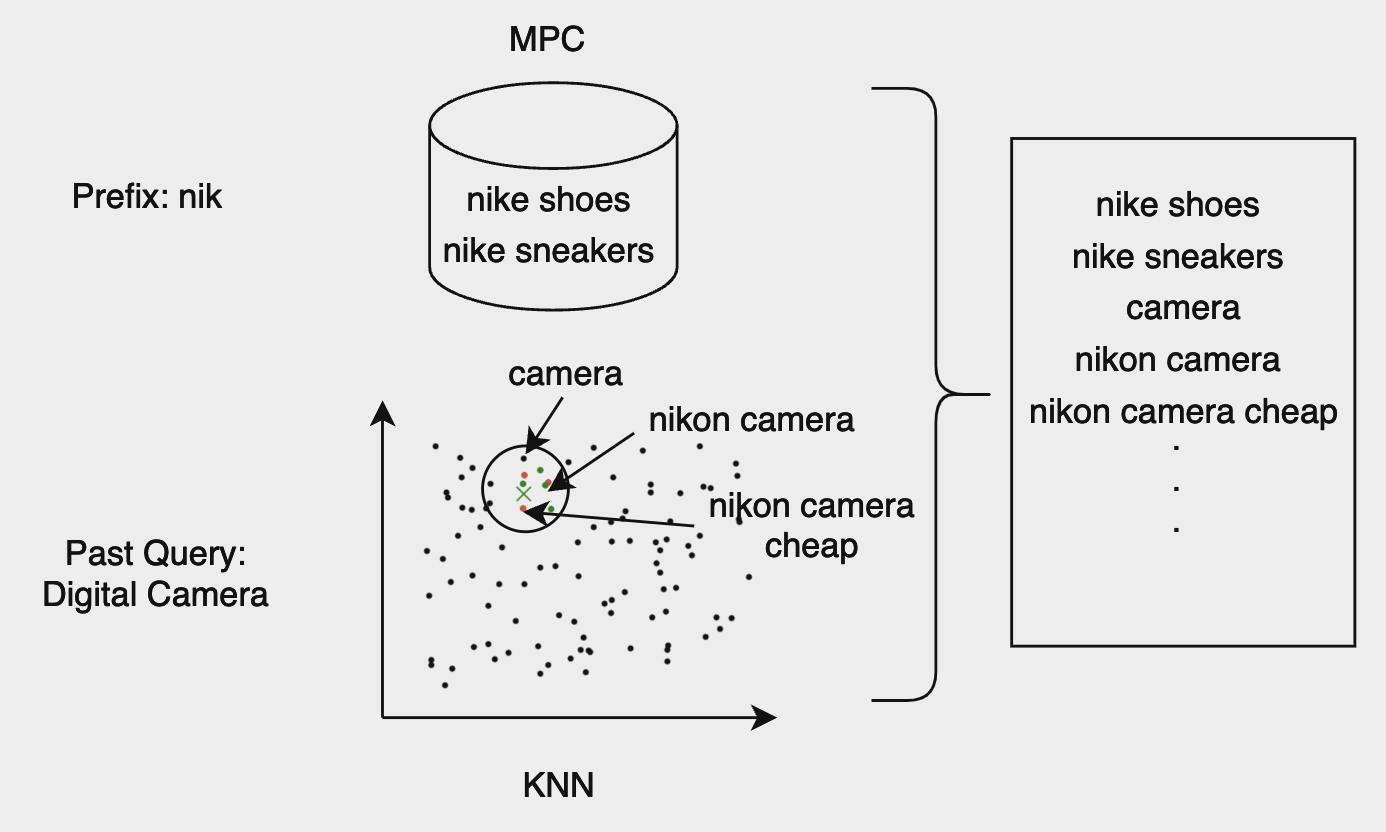 MPC
Prefix: nik
nike shoes
nike sneakers
camera
nikon camera
nikon camera
cheap
Past Query:
Digital Camera
KNN
nike shoes
nike sneakers
camera
nikon camera
nikon camera cheap
.
.
.